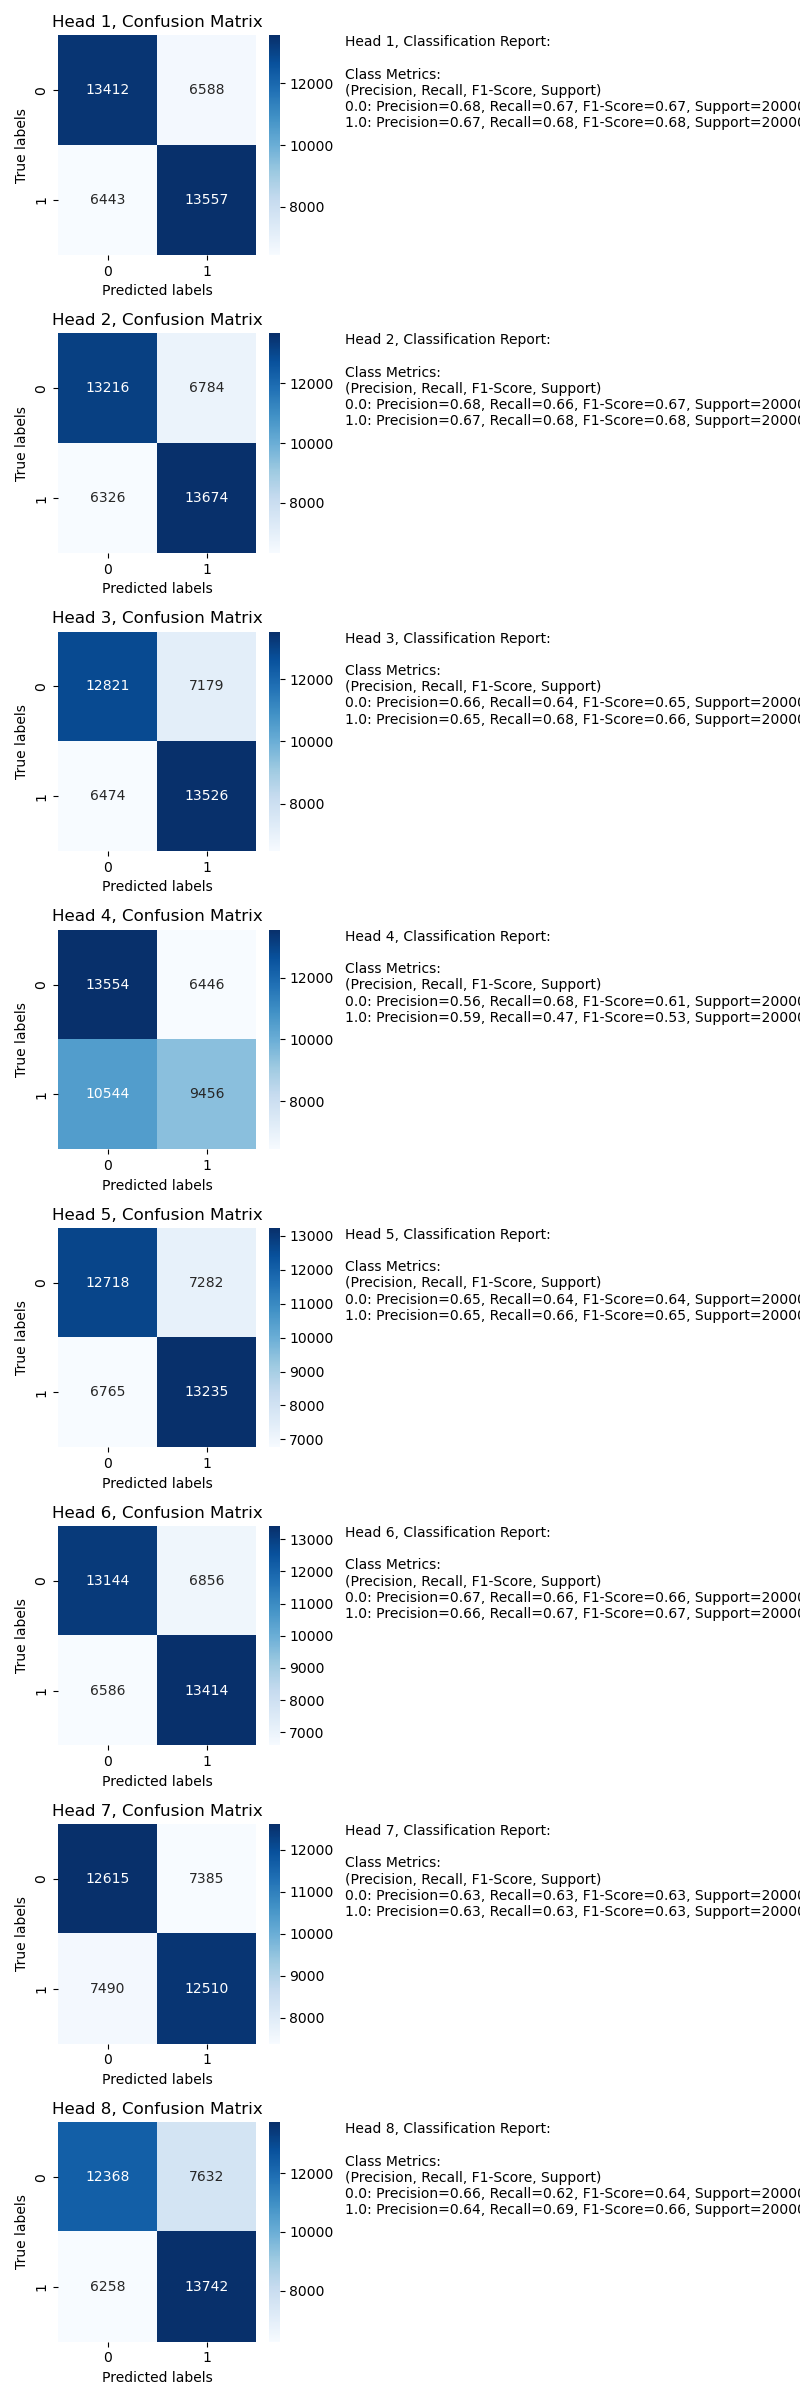 Head 1, Confusion Matrix
True labels
0
1
13412
6588
6443
13557
0
1
Predicted labels
12000
10000
8000
Head 1, Classification Report:
Class Metrics:
(Precision, Recall, F1-Score, Support)
0.0: Precision=0.68, Recall=0.67, F1-Score=0.67, Support=20000
1.0: Precision=0.67, Recall=0.68, F1-Score=0.68, Support=20000
Head 2, Confusion Matrix
True labels
0
1
13216
6784
6326
13674
0
1
Predicted labels
12000
10000
8000
Head 2, Classification Report:
Class Metrics:
(Precision, Recall, F1-Score, Support)
0.0: Precision=0.68, Recall=0.66, F1-Score=0.67, Support=20000
1.0: Precision=0.67, Recall=0.68, F1-Score=0.68, Support=20000
Head 3, Confusion Matrix
True labels
0
1
12821
7179
6474
13526
0
1
Predicted labels
12000
10000
8000
Head 3, Classification Report:
Class Metrics:
(Precision, Recall, F1-Score, Support)
0.0: Precision=0.66, Recall=0.64, F1-Score=0.65, Support=20000
1.0: Precision=0.65, Recall=0.68, F1-Score=0.66, Support=20000
Head 4, Confusion Matrix
True labels
0
1
13554
6446
10544
9456
0
1
Predicted labels
12000
10000
8000
Head 4, Classification Report:
Class Metrics:
(Precision, Recall, F1-Score, Support)
0.0: Precision=0.56, Recall=0.68, F1-Score=0.61, Support=20000
1.0: Precision=0.59, Recall=0.47, F1-Score=0.53, Support=20000
Head 5, Confusion Matrix
True labels
0
1
12718
7282
6765
13235
0
1
Predicted labels
13000
12000
11000
10000
9000
8000
7000
Head 5, Classification Report:
Class Metrics:
(Precision, Recall, F1-Score, Support)
0.0: Precision=0.65, Recall=0.64, F1-Score=0.64, Support=20000
1.0: Precision=0.65, Recall=0.66, F1-Score=0.65, Support=20000
Head 6, Confusion Matrix
True labels
0
1
13144
6856
6586
13414
0
1
Predicted labels
13000
12000
11000
10000
9000
8000
7000
Head 6, Classification Report:
Class Metrics:
(Precision, Recall, F1-Score, Support)
0.0: Precision=0.67, Recall=0.66, F1-Score=0.66, Support=20000
1.0: Precision=0.66, Recall=0.67, F1-Score=0.67, Support=20000
Head 7, Confusion Matrix
True labels
0
1
12615
7385
7490
12510
0
1
Predicted labels
12000
11000
10000
9000
8000
Head 7, Classification Report:
Class Metrics:
(Precision, Recall, F1-Score, Support)
0.0: Precision=0.63, Recall=0.63, F1-Score=0.63, Support=20000
1.0: Precision=0.63, Recall=0.63, F1-Score=0.63, Support=20000
Head 8, Confusion Matrix
True labels
0
1
12368
7632
6258
13742
0
1
Predicted labels
12000
10000
8000
Head 8, Classification Report:
Class Metrics:
(Precision, Recall, F1-Score, Support)
0.0: Precision=0.66, Recall=0.62, F1-Score=0.64, Support=20000
1.0: Precision=0.64, Recall=0.69, F1-Score=0.66, Support=20000